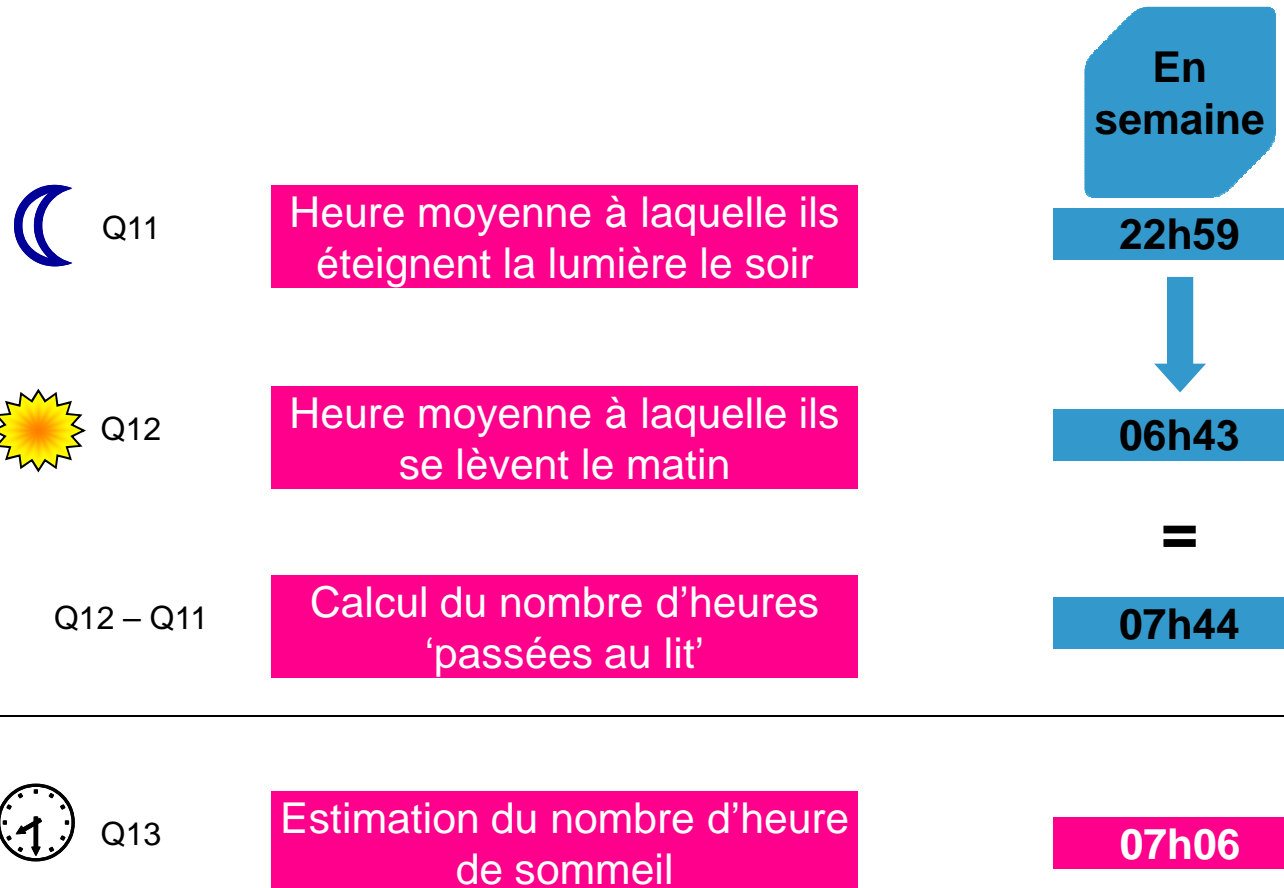 En
semaine
Q11
Heure moyenne à laquelle ils
éteignent la lumière le soir
22h59
Q12
Heure moyenne à laquelle ils
se lèvent le matin
06h43
=
Q12 – Q11
Calcul du nombre d’heures
‘passées au lit’
07h44
Q13
Estimation du nombre d’heure
de sommeil
07h06